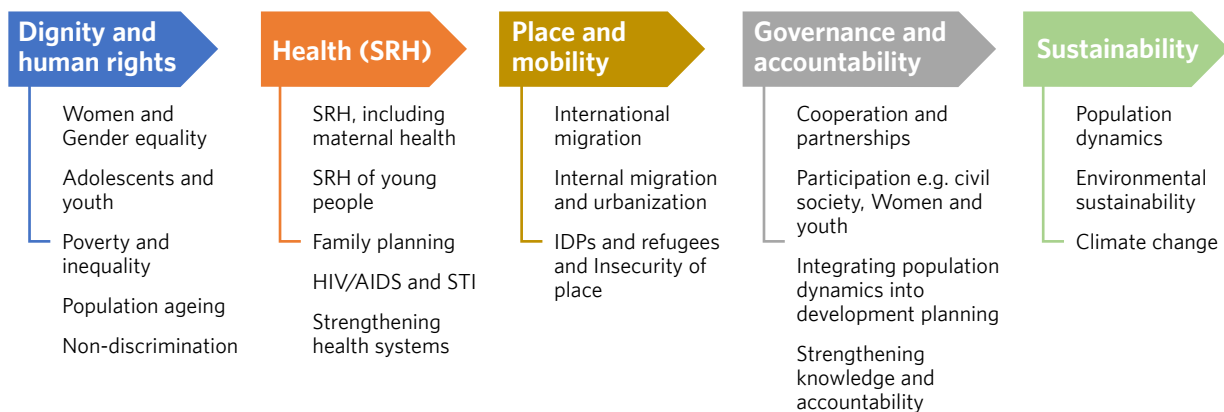 Dignity and
human rights
Women and
Gender equality
Adolescents and
youth
Poverty and
inequality
Population ageing
Non-discrimination
Health (SRH)
SRH, including
maternal health
SRH of young
people
Family planning
HIV/AIDS and STI
Strengthening
health systems
Place and
mobility
International
migration
Internal migration
and urbanization
IDPs and refugees
and Insecurity of
place
Governance and
accountability
Cooperation and
partnerships
Participation e.g. civil
society, Women and
youth
Integrating population
dynamics into
development planning
Strengthening
knowledge and
accountability
Sustainability
Population
dynamics
Environmental
sustainability
Climate change